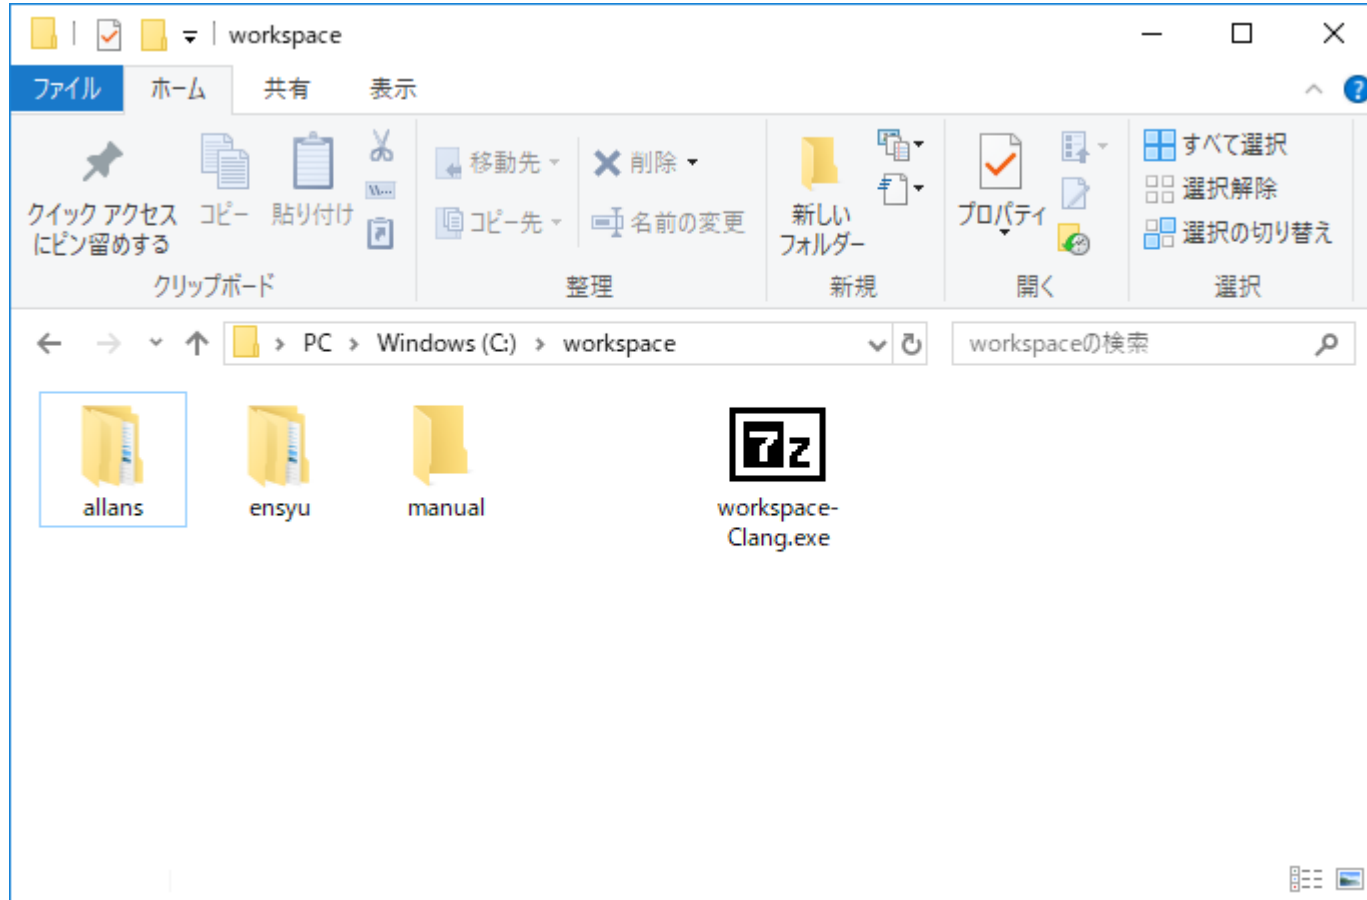 workspace
ファイル ホーム 共有 表示
クイック アクセス
にピン留めする
コピー
貼り付け
クリップボード
移動先
コピー先
削除
名前の変更
整理
新しい
フォルダー
新規
プロパティ
開く
すべて選択
選択解除
選択の切り替え
選択
PC Windows (C:) workspace
workspaceの検索
allans
ensyu
manual
7z
workspace-
Clang.exe